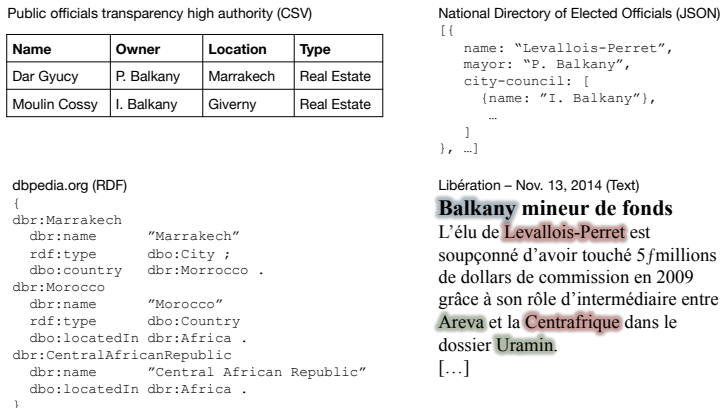 Public officials transparency high authority (CSV)
Name Owner Location Type
Dar Gyucy P. Balkany Marrakech Real Estate
Moulin Cossy I. Balkany Giverny Real Estate
National Directory of Elected Officials (JSON)
[{
name: “Levallois-Perret”,
mayor: “P. Balkany”,
city-council: [
{name: ”I. Balkany”},
…
]
}, …]
dbpedia.org (RDF)
{
dbr:Marrakech
dbr:name ”Marrakech”
rdf:type dbo:City ;
dbo:country dbr:Morrocco .
dbr:Morocco
dbr:name ”Morocco”
rdf:type dbo:Country
dbo:locatedIn dbr:Africa .
dbr:CentralAfricanRepublic
dbr:name ”Central African Republic”
dbo:locatedIn dbr:Africa .
}
Libération – Nov. 13, 2014 (Text)
Balkany mineur de fonds
L’élu de Levallois-Perret est
soupçonné d’avoir touché 5ƒmillions
de dollars de commission en 2009
grâce à son rôle d’intermédiaire entre
Areva et la Centrafrique dans le
dossier Uramin.
[…]